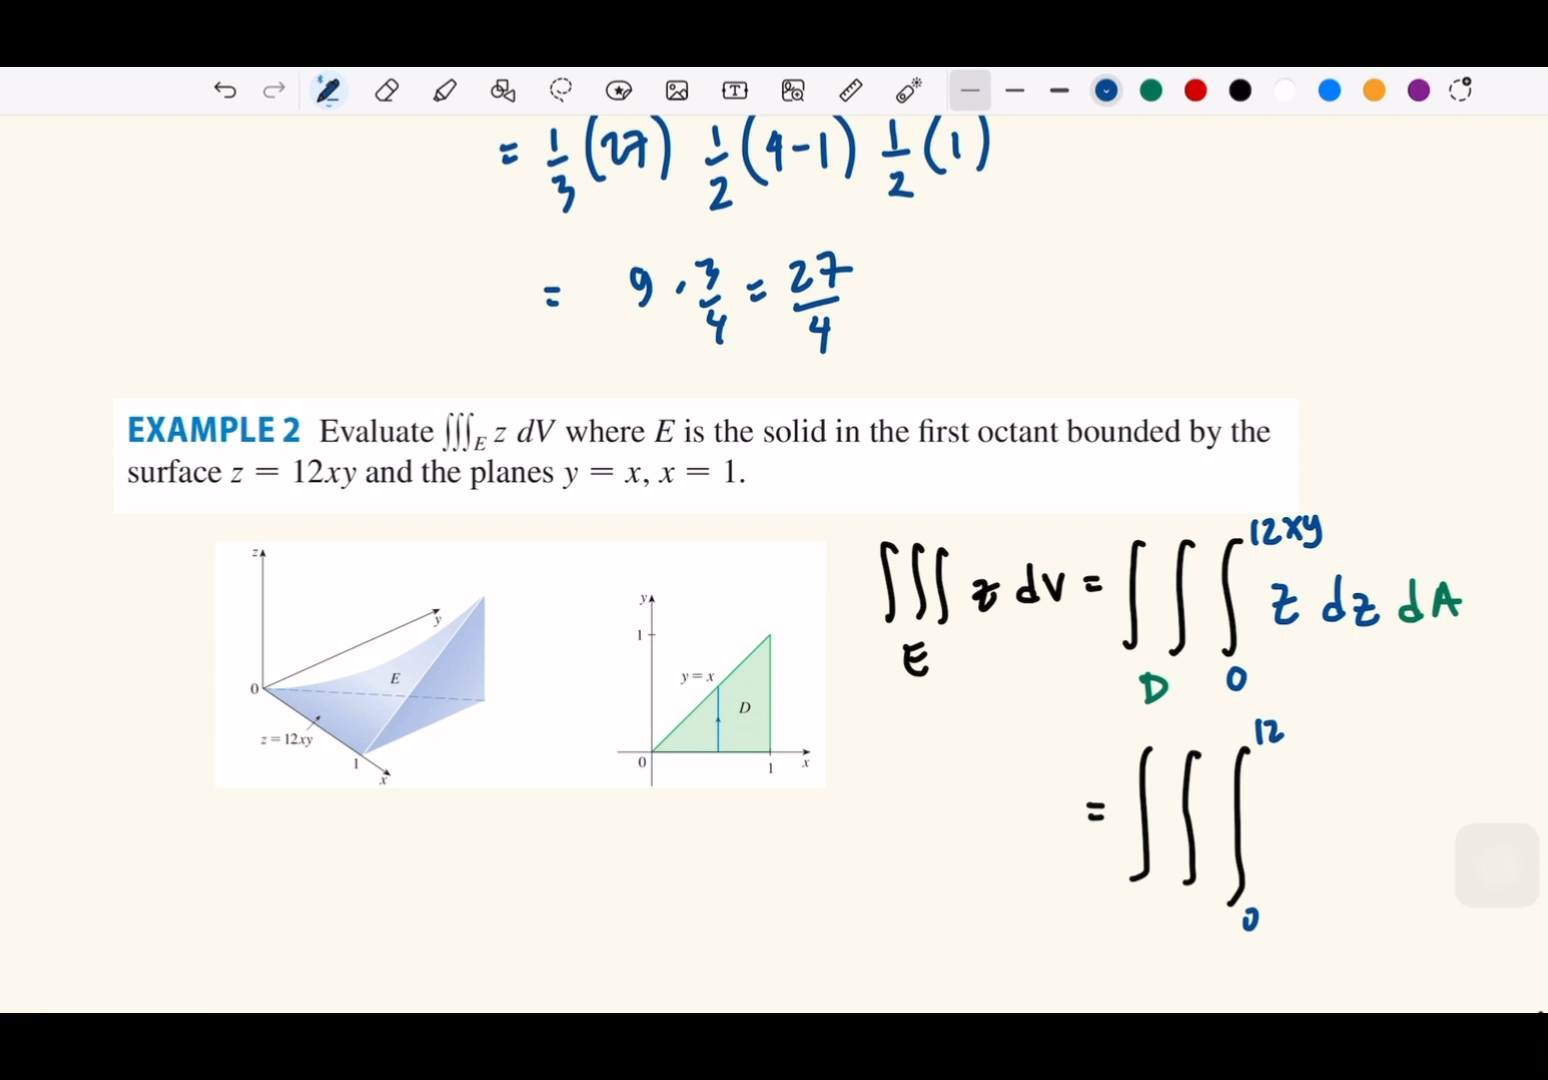 = 1/3 (27) 1/2 (4-1) 1/2 (1)
= 9 · 3/4 = 27/4
EXAMPLE 2 Evaluate ∭_E z dV where E is the solid in the first octant bounded by the
surface z = 12xy and the planes y = x, x = 1.
z
y
E
0
z = 12xy
1
x
y
1
y = x
D
0
1
x
∭_E z dV = ∫∫_D ∫_0^{12xy} z dz dA
= ∫ ∫ ∫_0^{12}